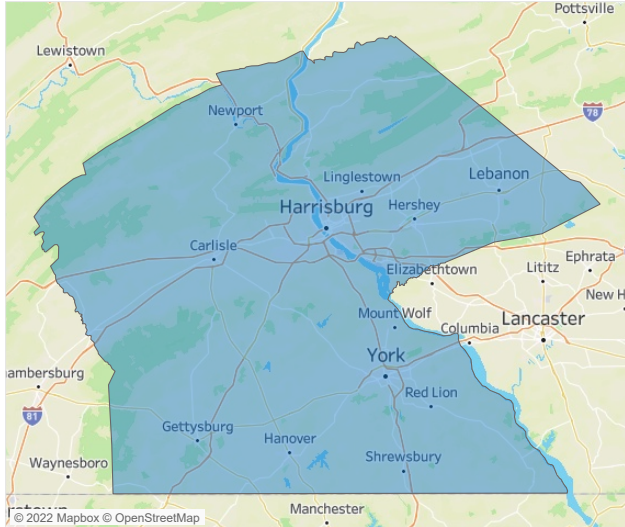 Pottsville
Lewistown
78
Newport
Linglestown
Lebanon
Harrisburg
Hershey
Carlisle
Ephrata
Elizabethtown
Lititz
New H
Mount Wolf
Lancaster
Columbia
York
ambersburg
Red Lion
81
Gettysburg
Hanover
Shrewsbury
Waynesboro
Manchester
rstown
© 2022 Mapbox © OpenStreetMap